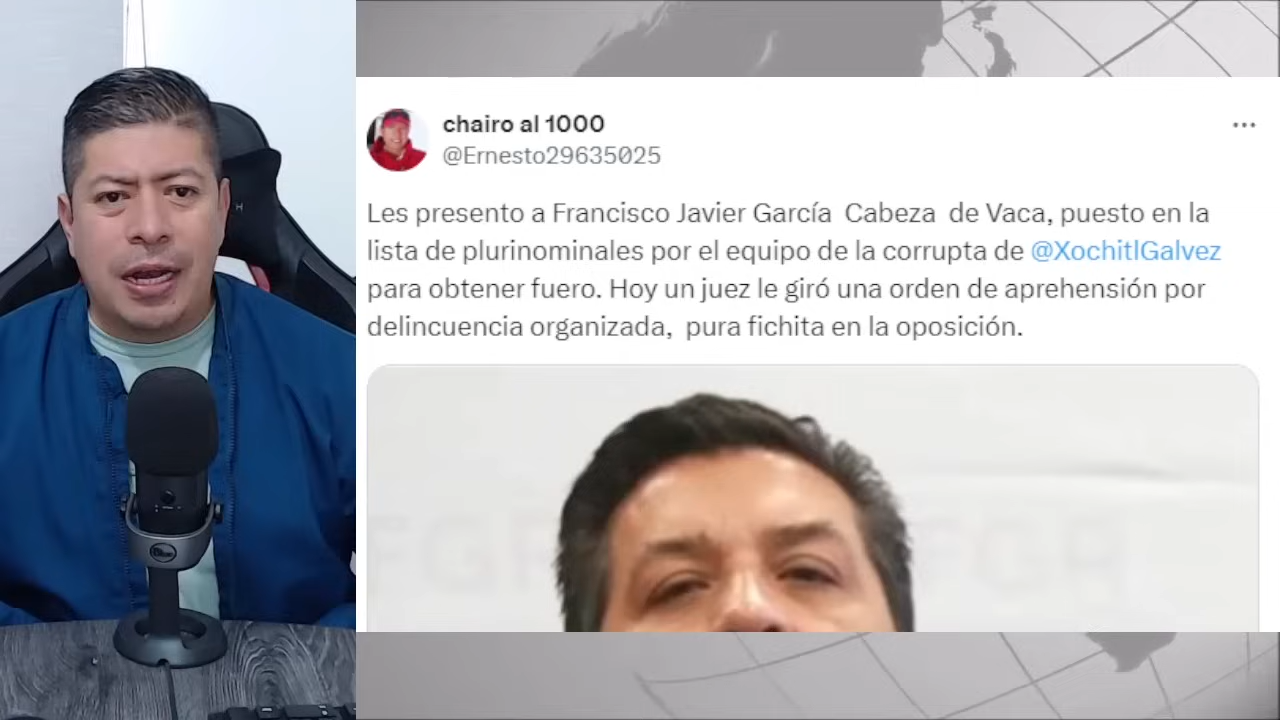 chairo al 1000
@Ernesto29635025
Les presento a Francisco Javier García Cabeza de Vaca, puesto en la
lista de plurinominales por el equipo de la corrupta de @XochitlGalvez
para obtener fuero. Hoy un juez le giró una orden de aprehensión por
delincuencia organizada, pura fichita en la oposición.
FGR
FGR